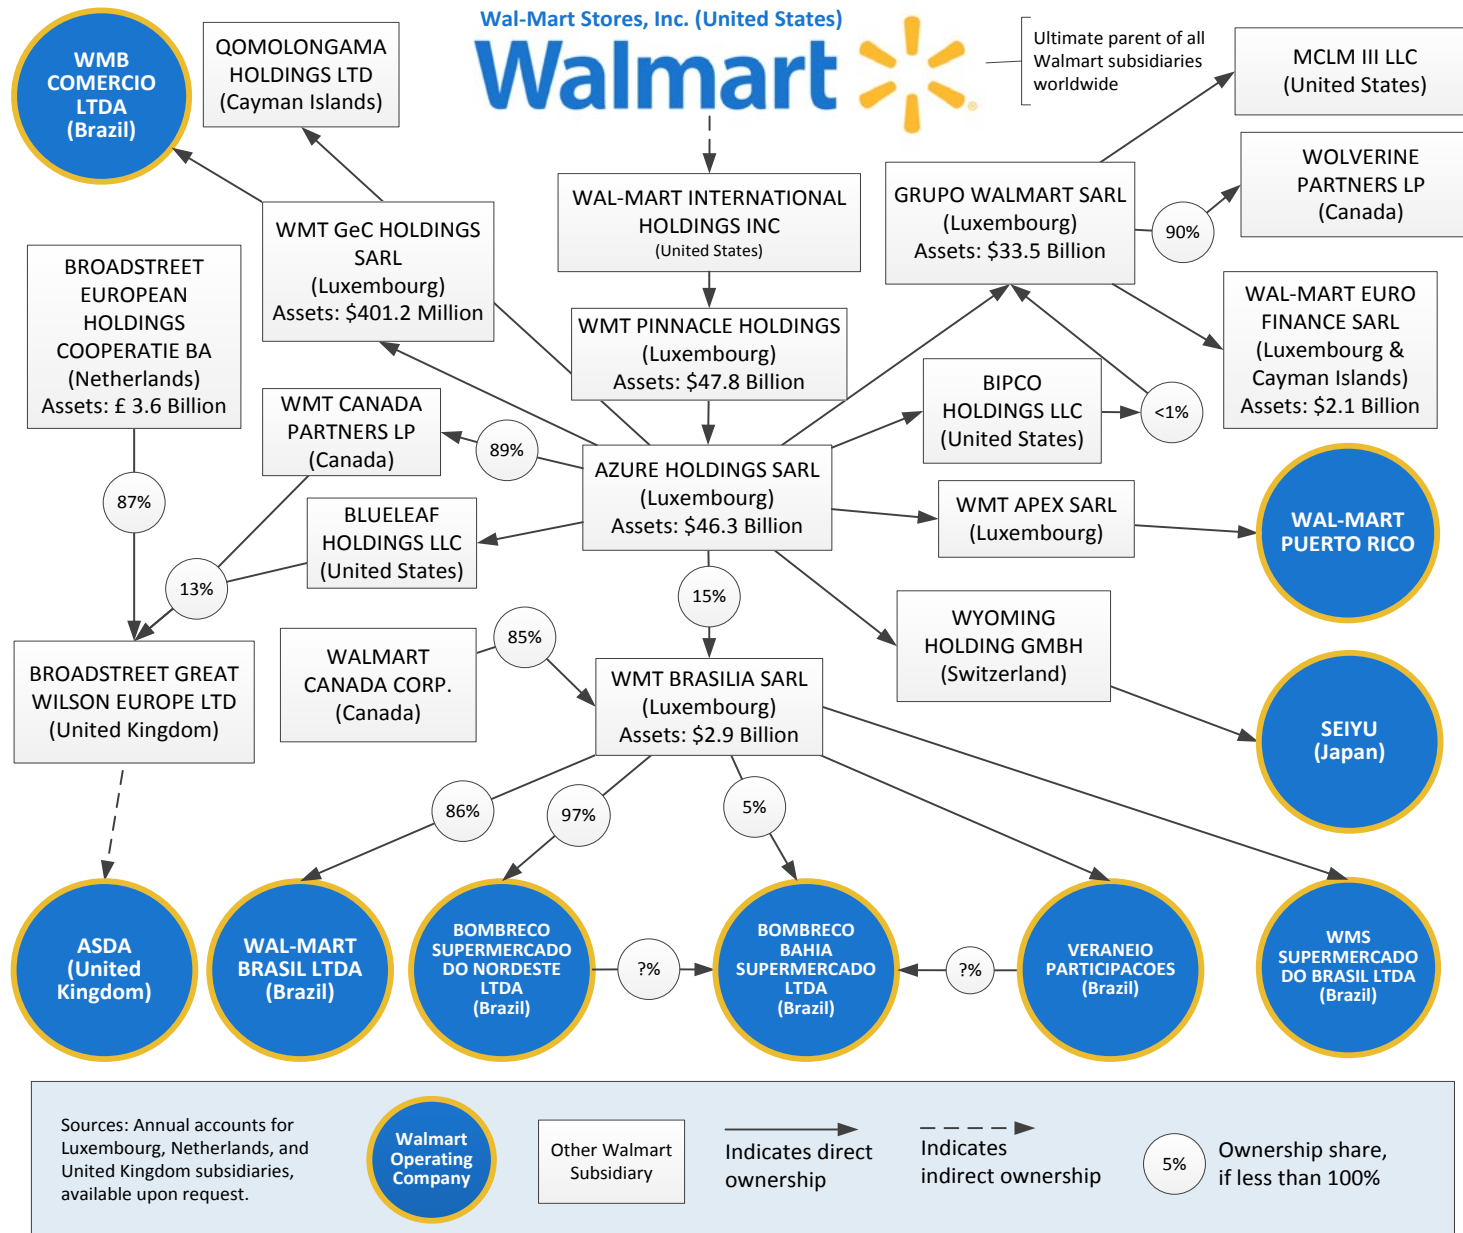 Wal-Mart Stores, Inc. (United States)
Walmart
Ultimate parent of all
Walmart subsidiaries
worldwide
WMB
COMERCIO
LTDA
(Brazil)
QOMOLONGAMA
HOLDINGS LTD
(Cayman Islands)
MCLM III LLC
(United States)
WOLVERINE
PARTNERS LP
(Canada)
WAL-MART INTERNATIONAL
HOLDINGS INC
(United States)
GRUPO WALMART SARL
(Luxembourg)
Assets: $33.5 Billion
90%
WMT GeC HOLDINGS
SARL
(Luxembourg)
Assets: $401.2 Million
BROADSTREET
EUROPEAN
HOLDINGS
COOPERATIE BA
(Netherlands)
Assets: £ 3.6 Billion
WMT PINNACLE HOLDINGS
(Luxembourg)
Assets: $47.8 Billion
WAL-MART EURO
FINANCE SARL
(Luxembourg &
Cayman Islands)
Assets: $2.1 Billion
BIPCO
HOLDINGS LLC
(United States)
<1%
WMT CANADA
PARTNERS LP
(Canada)
89%
AZURE HOLDINGS SARL
(Luxembourg)
Assets: $46.3 Billion
87%
BLUELEAF
HOLDINGS LLC
(United States)
13%
WMT APEX SARL
(Luxembourg)
WAL-MART
PUERTO RICO
15%
WYOMING
HOLDING GMBH
(Switzerland)
BROADSTREET GREAT
WILSON EUROPE LTD
(United Kingdom)
WALMART
CANADA CORP.
(Canada)
85%
WMT BRASILIA SARL
(Luxembourg)
Assets: $2.9 Billion
SEIYU
(Japan)
86%
97%
5%
ASDA
(United
Kingdom)
WAL-MART
BRASIL LTDA
(Brazil)
BOMBRECO
SUPERMERCADO
DO NORDESTE
LTDA
(Brazil)
?%
BOMBRECO
BAHIA
SUPERMERCADO
LTDA
(Brazil)
?%
VERANEIO
PARTICIPACOES
(Brazil)
WMS
SUPERMERCADO
DO BRASIL LTDA
(Brazil)
Sources: Annual accounts for
Luxembourg, Netherlands, and
United Kingdom subsidiaries,
available upon request.
Walmart
Operating
Company
Other Walmart
Subsidiary
Indicates direct
ownership
Indicates
indirect ownership
5%
Ownership share,
if less than 100%